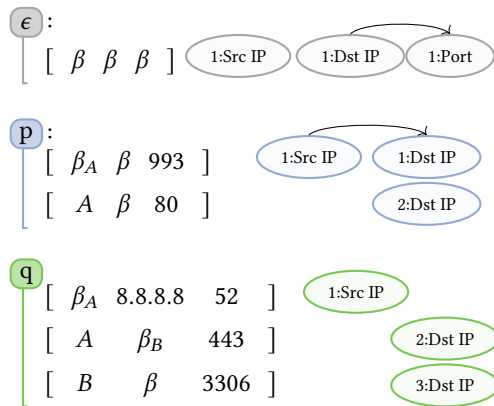 ϵ :
[ β β β ] 1:Src IP 1:Dst IP 1:Port
p :
[ β_A β 993 ] 1:Src IP 1:Dst IP
[ A β 80 ] 2:Dst IP
q
[ β_A 8.8.8.8 52 ] 1:Src IP
[ A β_B 443 ] 2:Dst IP
[ B β 3306 ] 3:Dst IP